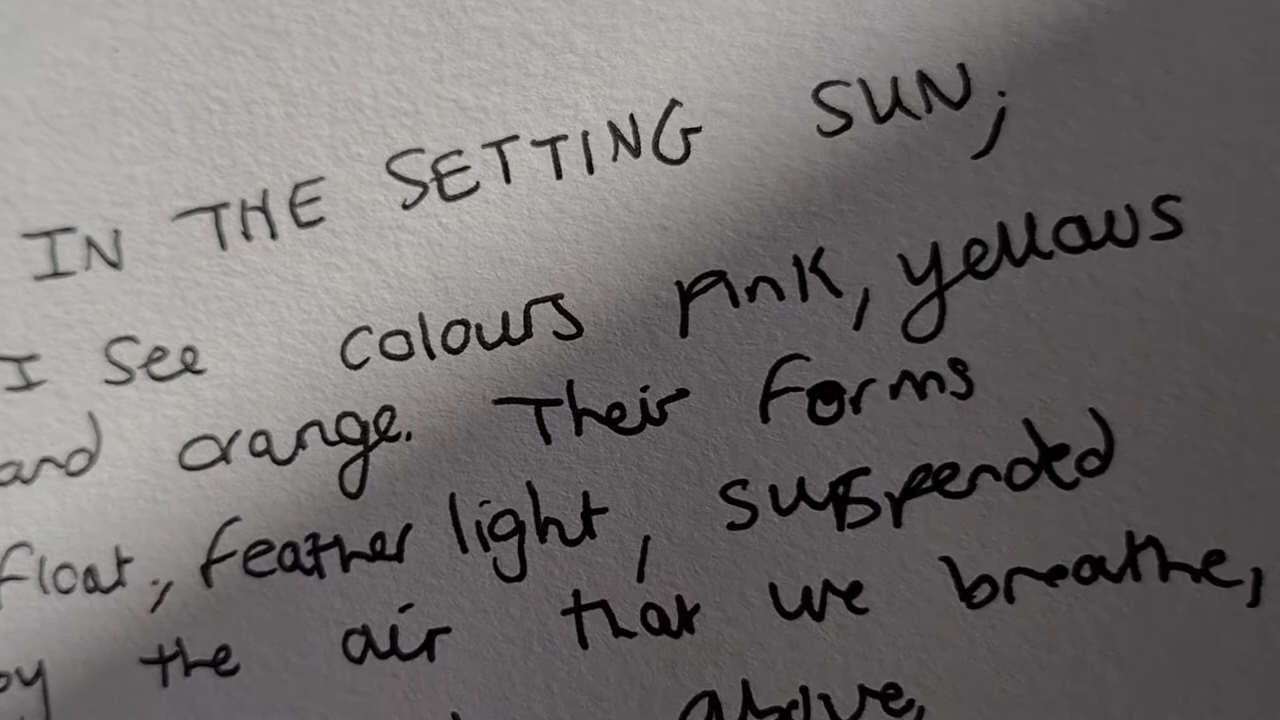 IN THE SETTING SUN;
I see colours pink, yellows
and orange. Their forms
float, feather light, suspended
by the air that we breathe,
above,